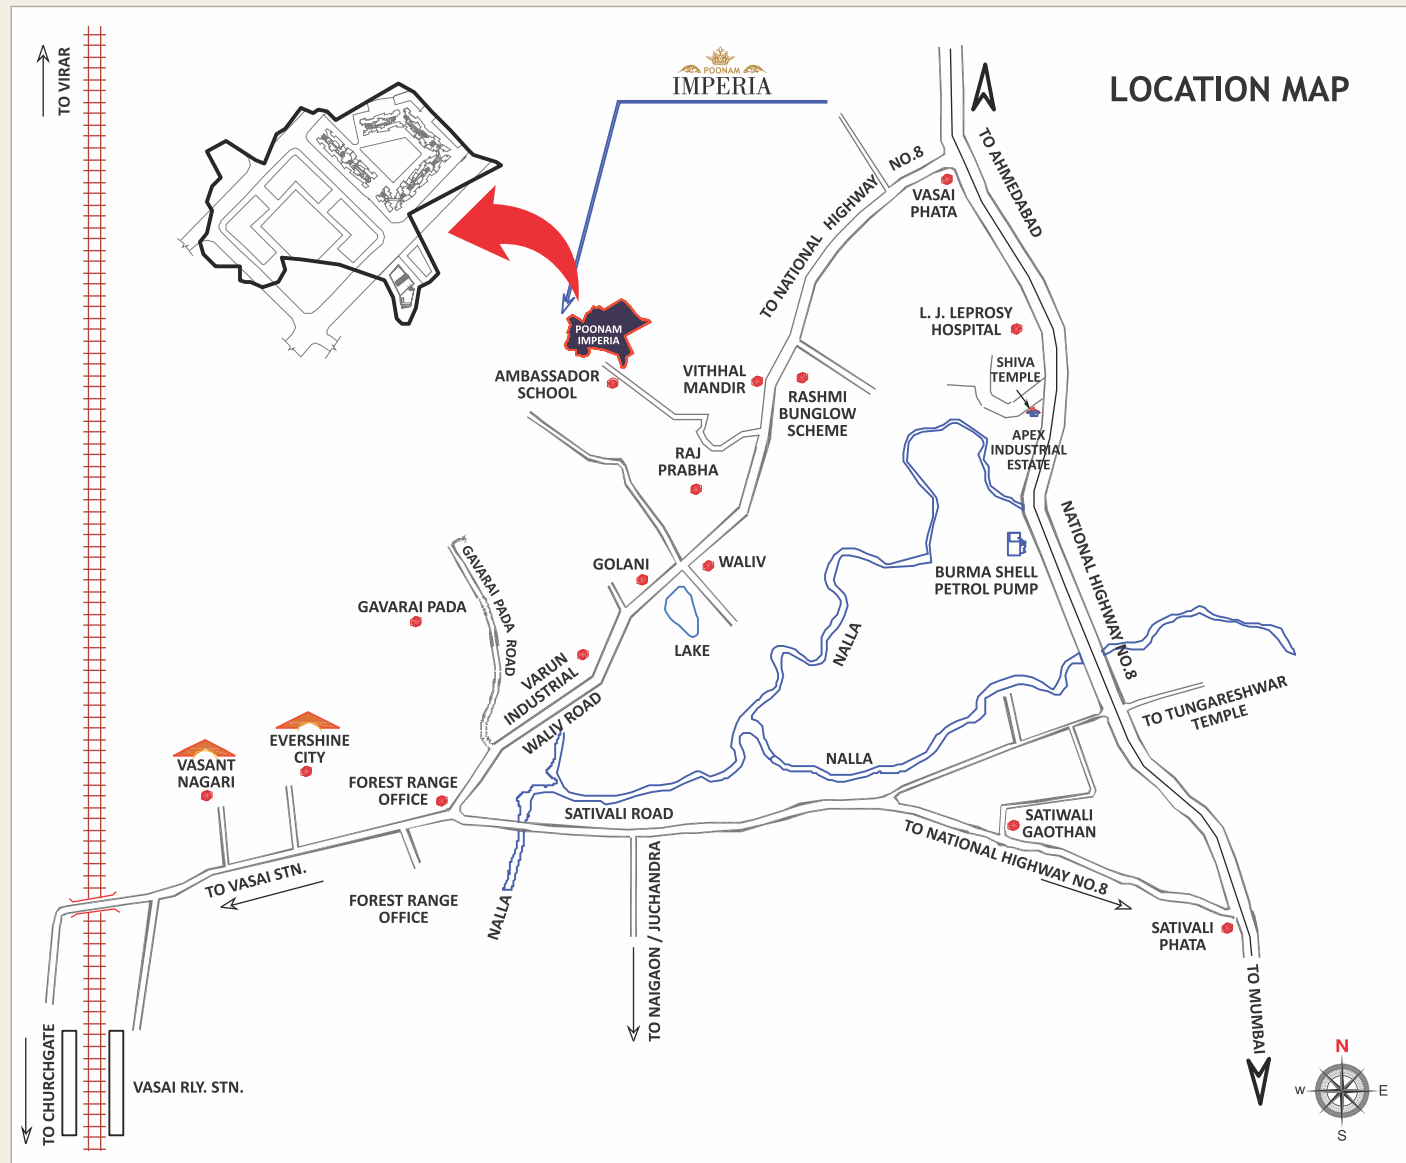 TO VIRAR
POONAM
IMPERIA
LOCATION MAP
TO AHMEDABAD
TO NATIONAL HIGHWAY NO.8
VASAI
PHATA
L. J. LEPROSY
HOSPITAL
POONAM
IMPERIA
SHIVA
TEMPLE
AMBASSADOR
SCHOOL
VITHHAL
MANDIR
RASHMI
BUNGLOW
SCHEME
APEX
INDUSTRIAL
ESTATE
RAJ
PRABHA
NATIONAL HIGHWAY NO.8
GAVARAI PADA ROAD
GOLANI
WALIV
BURMA SHELL
PETROL PUMP
GAVARAI PADA
LAKE
NALLA
VARUN
INDUSTRIAL
WALIV ROAD
TO TUNGARESHWAR
TEMPLE
EVERSHINE
CITY
VASANT
NAGARI
NALLA
FOREST RANGE
OFFICE
SATIVALI ROAD
SATIWALI
GAOTHAN
TO NATIONAL HIGHWAY NO.8
TO VASAI STN.
FOREST RANGE
OFFICE
NALLA
TO NAIGAON / JUCHANDRA
SATIVALI
PHATA
TO MUMBAI
TO CHURCHGATE
VASAI RLY. STN.
N
W
E
S